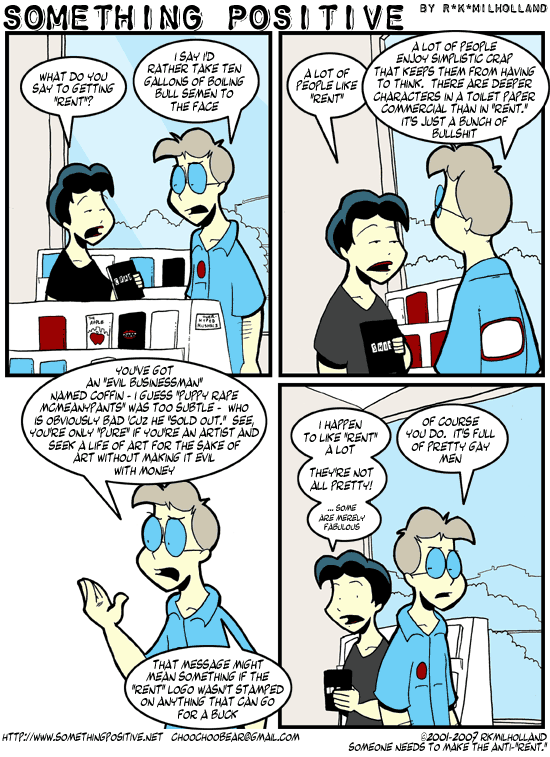 SOMETHING POSITIVE
BY R*K*MILHOLLAND
WHAT DO YOU
SAY TO GETTING
"RENT"?
I SAY I'D
RATHER TAKE TEN
GALLONS OF BOILING
BULL SEMEN TO
THE FACE
RENT
THE
APPLE
A LOT OF
PEOPLE LIKE
"RENT"
A LOT OF PEOPLE
ENJOY SIMPLISTIC CRAP
THAT KEEPS THEM FROM HAVING
TO THINK. THERE ARE DEEPER
CHARACTERS IN A TOILET PAPER
COMMERCIAL THAN IN "RENT."
IT'S JUST A BUNCH OF
BULLSHIT
RENT
YOU'VE GOT
AN "EVIL BUSINESSMAN"
NAMED COFFIN - I GUESS "PUPPY RAPE
MCMEANYPANTS" WAS TOO SUBTLE - WHO
IS OBVIOUSLY BAD 'CUZ HE "SOLD OUT." SEE,
YOU'RE ONLY "PURE" IF YOU'RE AN ARTIST AND
SEEK A LIFE OF ART FOR THE SAKE OF
ART WITHOUT MAKING IT EVIL
WITH MONEY
THAT MESSAGE MIGHT
MEAN SOMETHING IF THE
"RENT" LOGO WASN'T STAMPED
ON ANYTHING THAT CAN GO
FOR A BUCK
I HAPPEN
TO LIKE "RENT"
A LOT
THEY'RE NOT
ALL PRETTY!
... SOME
ARE MERELY
FABULOUS
OF COURSE
YOU DO. IT'S FULL
OF PRETTY GAY
MEN
HTTP://WWW.SOMETHINGPOSITIVE.NET CHOOCHOOBEAR@GMAIL.COM
©2001-2009 RKMILHOLLAND
SOMEONE NEEDS TO MAKE THE ANTI-"RENT."